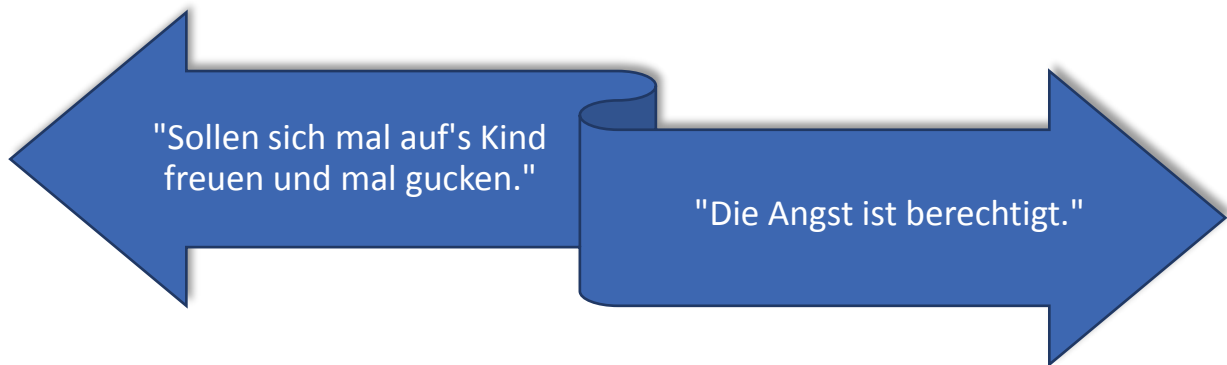 "Sollen sich mal auf's Kind
freuen und mal gucken."
"Die Angst ist berechtigt."